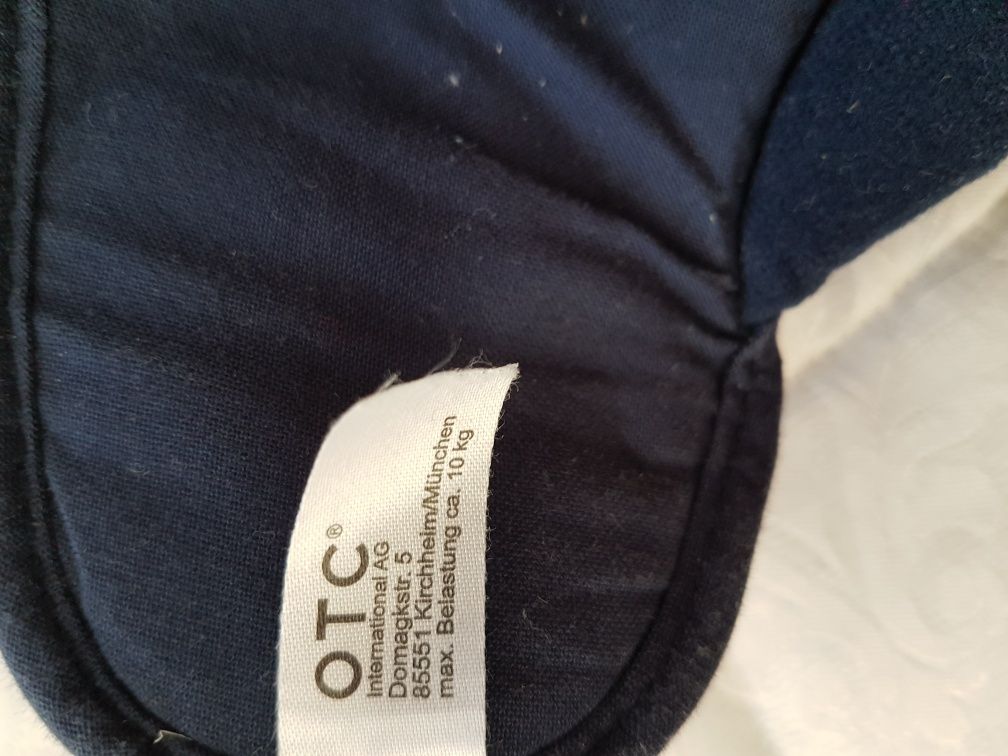 OTC®
International AG
Domagkstr. 5
85551 Kirchheim/München
max. Belastung ca. 10 kg